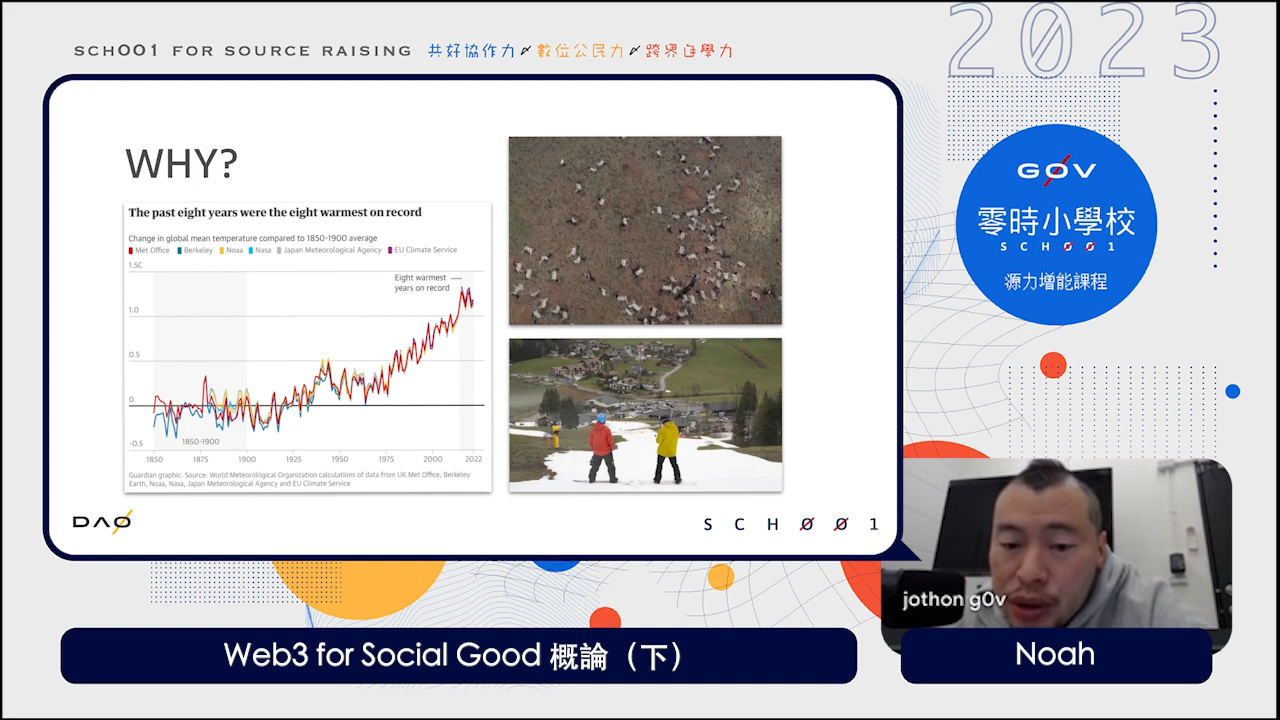 SCH001 FOR SOURCE RAISING 共好協作力 數位公民力 跨界自學力
2023
G0V
零時小學校
SCH001
源力增能課程
WHY?
The past eight years were the eight warmest on record
Change in global mean temperature compared to 1850-1900 average
Met Office Berkeley Noaa Nasa Japan Meteorological Agency EU Climate Service
1.5C
Eight warmest
years on record
1.0
0.5
0
-0.5
1850-1900
1850 1875 1900 1925 1950 1975 2000 2022
Guardian graphic. Source: World Meteorological Organization calculations of data from UK Met Office, Berkeley
Earth, Noaa, Nasa, Japan Meteorological Agency and EU Climate Service
DAO
SCH001
jothon g0v
Web3 for Social Good 概論（下）
Noah